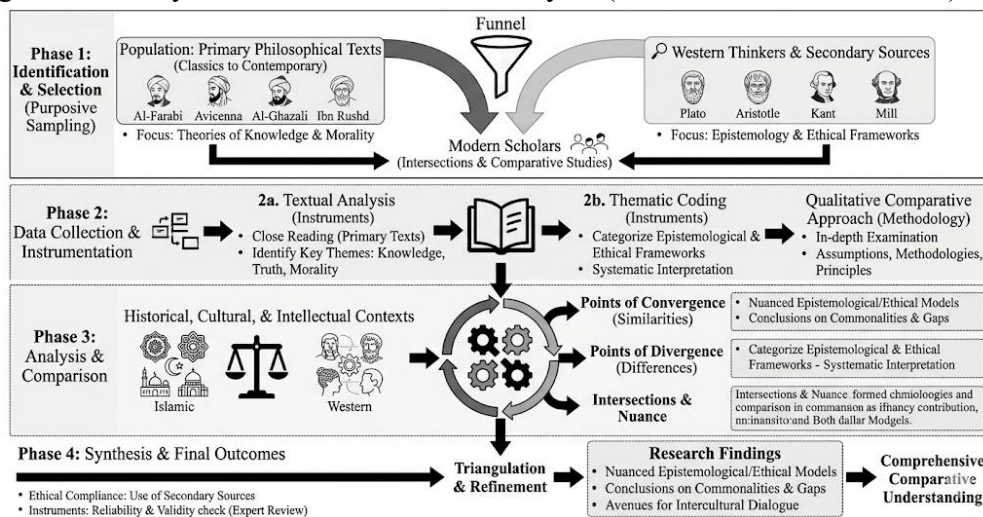 Funnel
Phase 1:
Identification
& Selection
(Purposive
Sampling)
Population: Primary Philosophical Texts
(Classics to Contemporary)
Al-Farabi Avicenna Al-Ghazali Ibn Rushd
• Focus: Theories of Knowledge & Morality
Western Thinkers & Secondary Sources
Plato Aristotle Kant Mill
• Focus: Epistemology & Ethical Frameworks
Modern Scholars
(Intersections & Comparative Studies)
Phase 2:
Data Collection &
Instrumentation
2a. Textual Analysis
(Instruments)
• Close Reading (Primary Texts)
• Identify Key Themes: Knowledge,
Truth, Morality
2b. Thematic Coding
(Instruments)
• Categorize Epistemological &
Ethical Frameworks
• Systematic Interpretation
Qualitative Comparative
Approach (Methodology)
• In-depth Examination
• Assumptions, Methodologies,
Principles
Phase 3:
Analysis &
Comparison
Historical, Cultural, & Intellectual Contexts
Islamic
Western
Points of Convergence
(Similarities)
• Nuanced Epistemological/Ethical Models
• Conclusions on Commonalities & Gaps
Points of Divergence
(Differences)
• Categorize Epistemological & Ethical
Frameworks - Systtematic Interpretation
Intersections &
Nuance
Intersections & Nuance. formed
and comparison in as contribution,
Both
Phase 4: Synthesis & Final Outcomes
• Ethical Compliance: Use of Secondary Sources
• Instruments: Reliability & Validity check (Expert Review)
Triangulation
& Refinement
Research Findings
• Nuanced Epistemological/Ethical Models
• Conclusions on Commonalities & Gaps
• Avenues for Intercultural Dialogue
Comprehensive
Comparative
Understanding